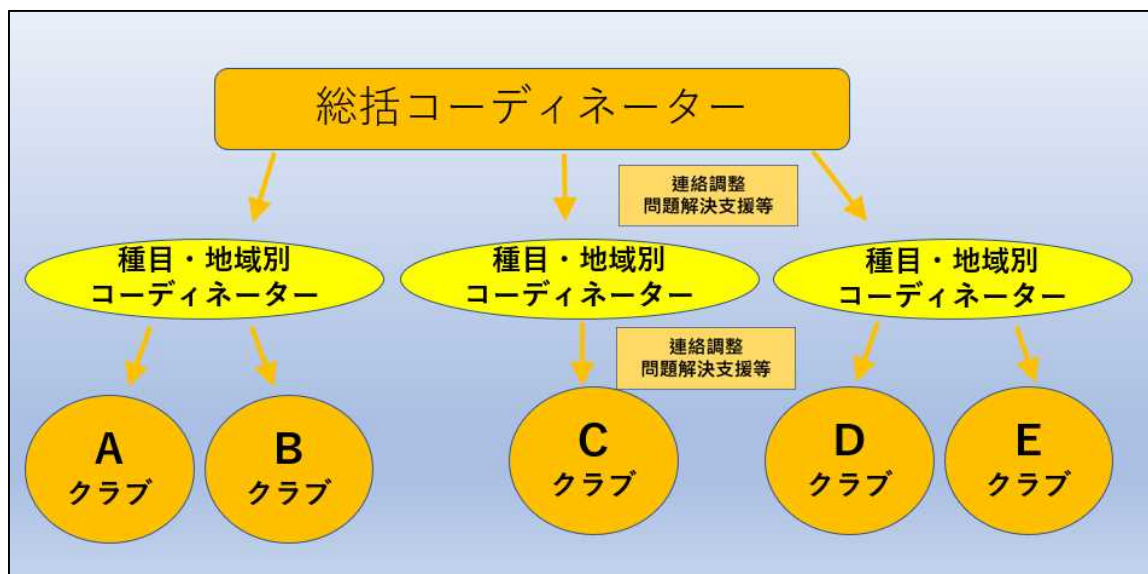 総括コーディネーター
連絡調整
問題解決支援等
種目・地域別
コーディネーター
種目・地域別
コーディネーター
種目・地域別
コーディネーター
連絡調整
問題解決支援等
A
クラブ
B
クラブ
C
クラブ
D
クラブ
E
クラブ